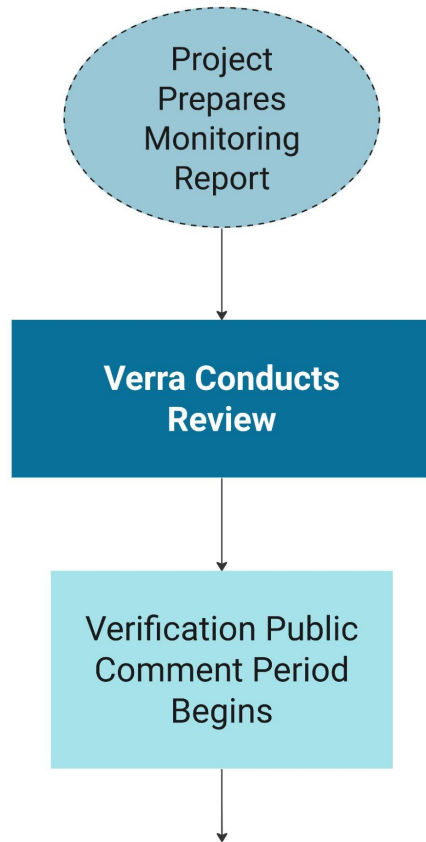 Project
Prepares
Monitoring
Report
Verra Conducts
Review
Verification Public
Comment Period
Begins